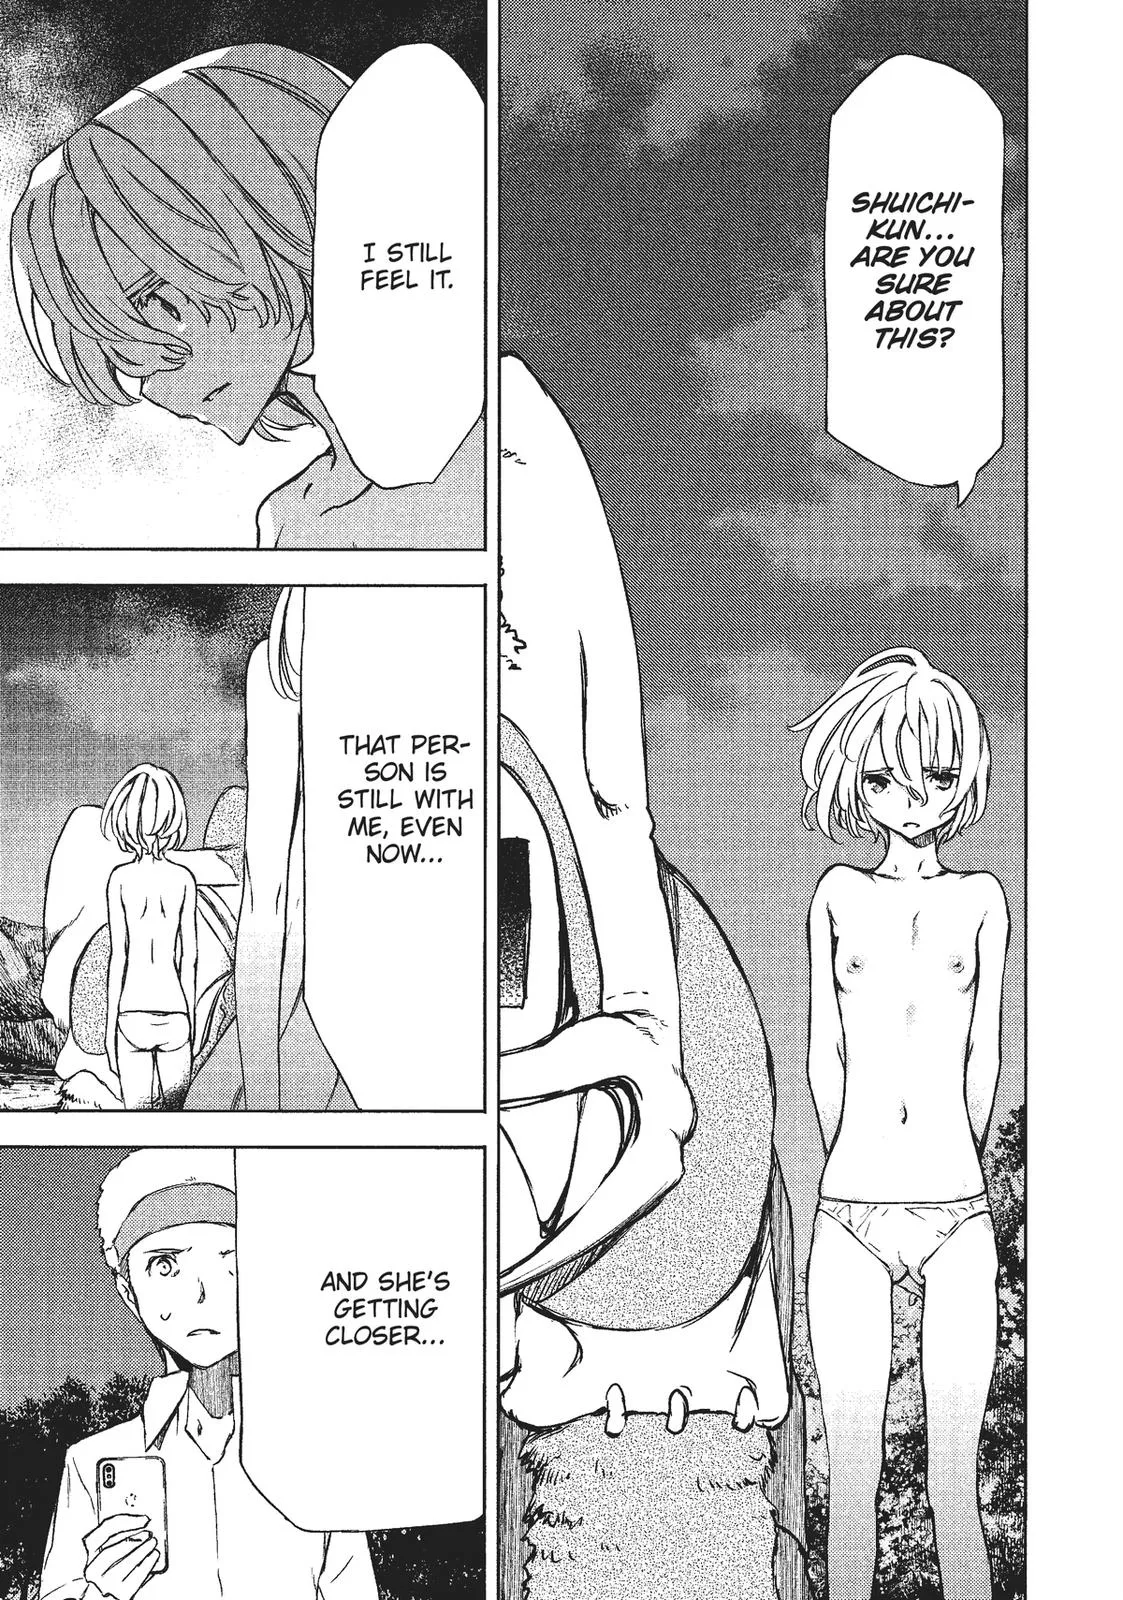 SHUICHI-
KUN...
ARE YOU
SURE
ABOUT
THIS?
I STILL
FEEL IT.
THAT PER-
SON IS
STILL WITH
ME, EVEN
NOW...
AND SHE'S
GETTING
CLOSER...